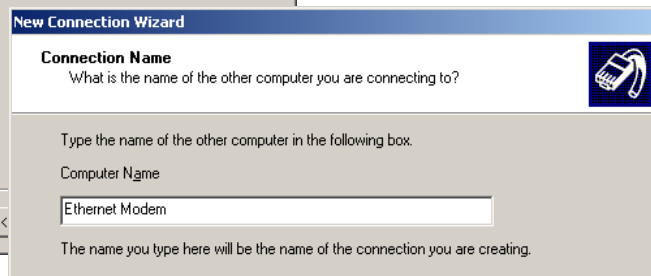 New Connection Wizard
Connection Name
What is the name of the other computer you are connecting to?
Type the name of the other computer in the following box.
Computer Name
Ethernet Modem
The name you type here will be the name of the connection you are creating.